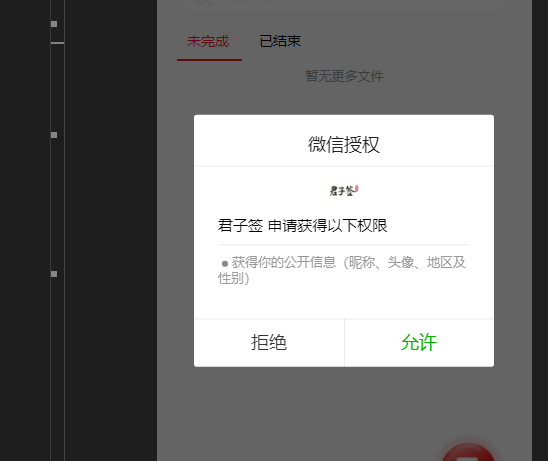 未完成 已结束
暂无更多文件
微信授权
君子签
君子签 申请获得以下权限
获得你的公开信息（昵称、头像、地区及
性别）
拒绝 允许